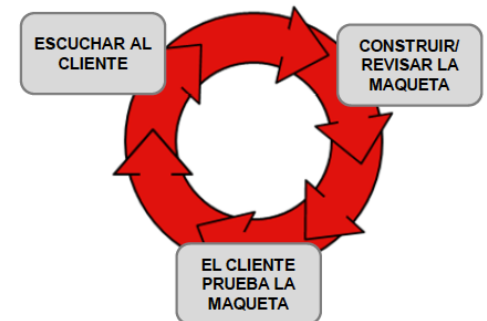 ESCUCHAR AL
CLIENTE
CONSTRUIR/
REVISAR LA
MAQUETA
EL CLIENTE
PRUEBA LA
MAQUETA